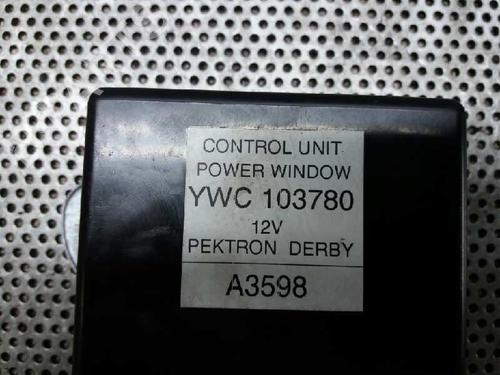 CONTROL UNIT
POWER WINDOW
YWC 103780
12V
PEKTRON DERBY
A3598